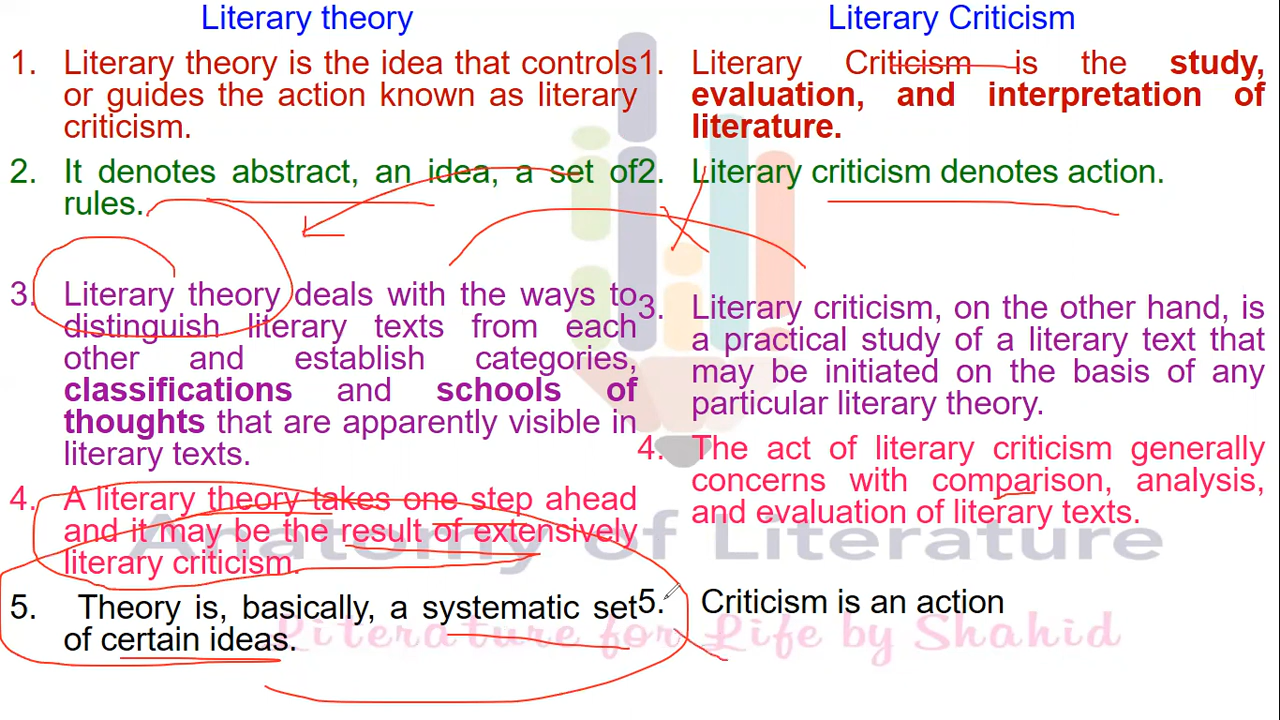 Literary theory
1. Literary theory is the idea that controls
or guides the action known as literary
criticism.
2. It denotes abstract, an idea, a set of
rules.
3. Literary theory deals with the ways to
distinguish literary texts from each
other and establish categories,
classifications and schools of
thoughts that are apparently visible in
literary texts.
4. A literary theory takes one step ahead
and it may be the result of extensively
literary criticism.
5. Theory is, basically, a systematic set
of certain ideas.
Literary Criticism
1. Literary Criticism is the study,
evaluation, and interpretation of
literature.
2. Literary criticism denotes action.
3. Literary criticism, on the other hand, is
a practical study of a literary text that
may be initiated on the basis of any
particular literary theory.
4. The act of literary criticism generally
concerns with comparison, analysis,
and evaluation of literary texts.
5. Criticism is an action
Anatomy of Literature
Literature for Life by Shahid